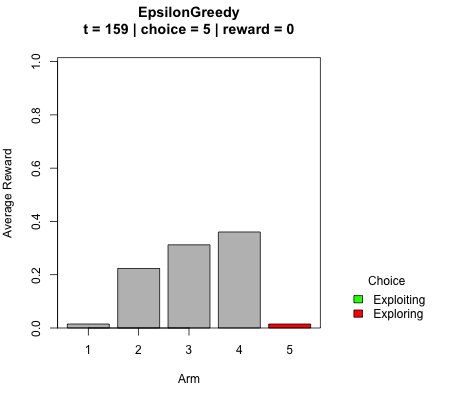 EpsilonGreedy
t = 159 | choice = 5 | reward = 0
1.0
0.8
0.6
0.4
0.2
0.0
Average Reward
1 2 3 4 5
Arm
Choice
Exploiting
Exploring